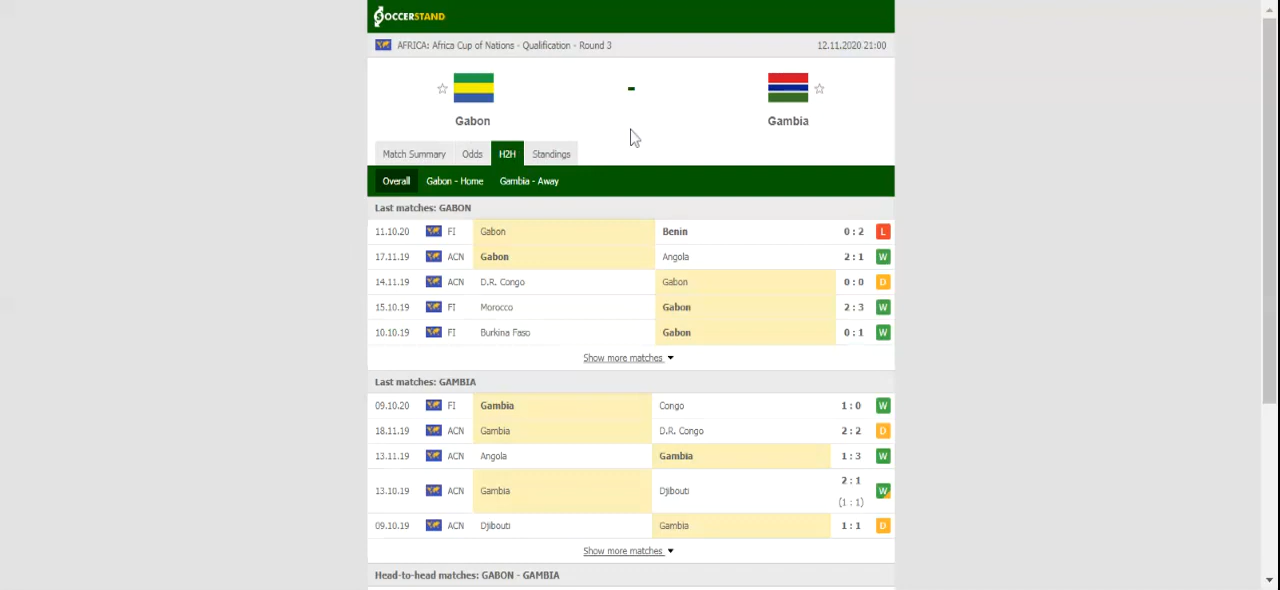 SOCCERSTAND
AFRICA: Africa Cup of Nations - Qualification - Round 3 12.11.2020 21:00
-
Gabon Gambia
Match Summary Odds H2H Standings
Overall Gabon - Home Gambia - Away
Last matches: GABON
11.10.20 FI Gabon Benin 0 : 2 L
17.11.19 ACN Gabon Angola 2 : 1 W
14.11.19 ACN D.R. Congo Gabon 0 : 0 D
15.10.19 FI Morocco Gabon 2 : 3 W
10.10.19 FI Burkina Faso Gabon 0 : 1 W
Show more matches
Last matches: GAMBIA
09.10.20 FI Gambia Congo 1 : 0 W
18.11.19 ACN Gambia D.R. Congo 2 : 2 D
13.11.19 ACN Angola Gambia 1 : 3 W
13.10.19 ACN Gambia Djibouti 2 : 1 W
(1 : 1)
09.10.19 ACN Djibouti Gambia 1 : 1 D
Show more matches
Head-to-head matches: GABON - GAMBIA